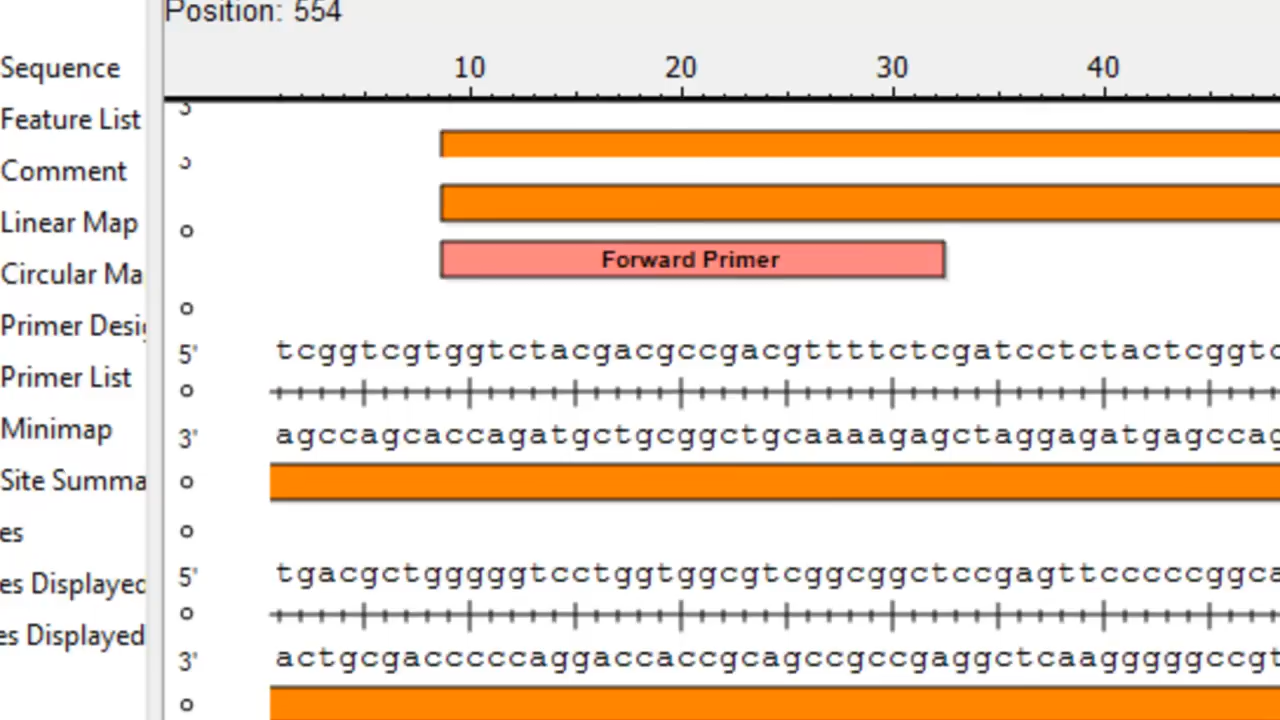 Position: 554
10 20 30 40
Sequence
Feature List
Comment
Linear Map
Circular Ma
Primer Desi
Primer List
Minimap
Site Summa
es
es Displayed
es Displayed
Forward Primer
5' tcggtcgtggtctacgacgccgacgttttctcgatcctctactcggtc
3' agccagcaccagatgctgcggctgcaaaagagctaggagatgagccag
5' tgacgctgggggtcctggtggcgtcggcggctccgagttcccccggca
3' actgcgacccccaggaccaccgcagccgccgaggctcaagggggccgt